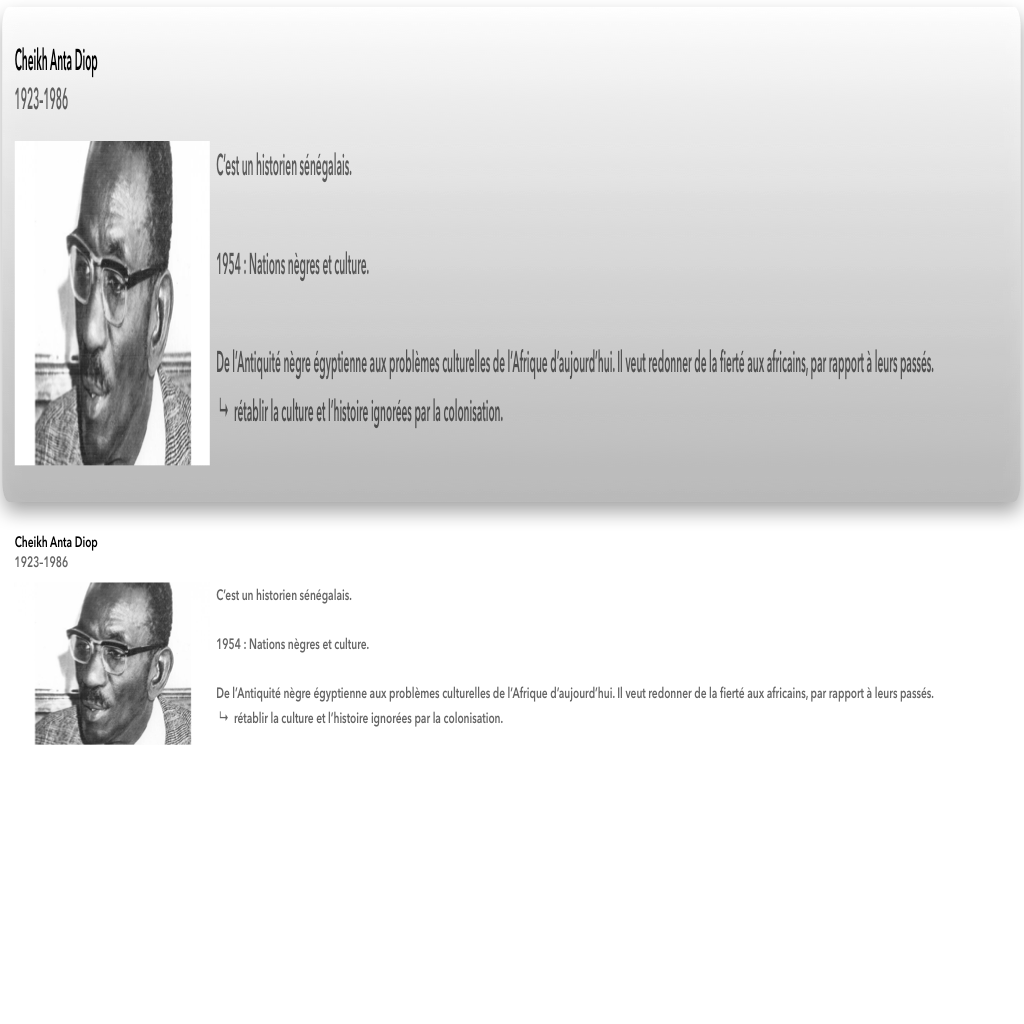 Cheikh Anta Diop
1923-1986
C'est un historien sénégalais.
1954 : Nations nègres et culture.
De l'Antiquité nègre égyptienne aux problèmes culturelles de l'Afrique d'aujourd'hui. Il veut redonner de la fierté aux africains, par rapport à leurs passés.
↳ rétablir la culture et l'histoire ignorées par la colonisation.
Cheikh Anta Diop
1923-1986
C'est un historien sénégalais.
1954 : Nations nègres et culture.
De l'Antiquité nègre égyptienne aux problèmes culturelles de l'Afrique d'aujourd'hui. Il veut redonner de la fierté aux africains, par rapport à leurs passés.
↳ rétablir la culture et l'histoire ignorées par la colonisation.